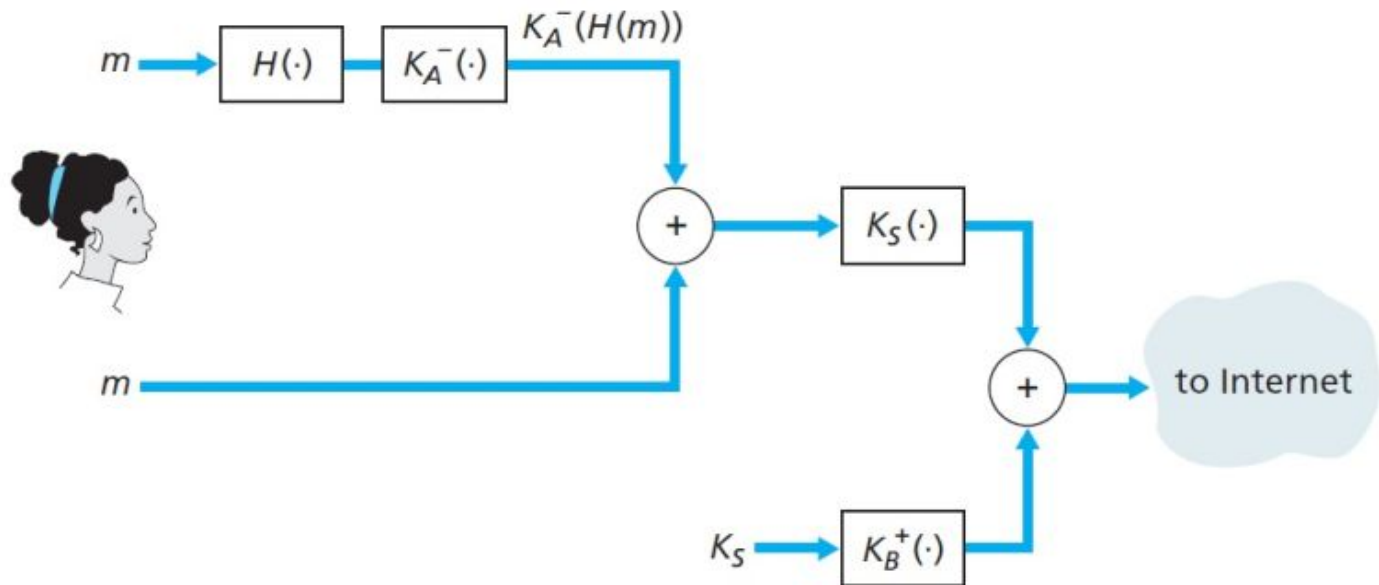 K_A^-(H(m))
m H(·) K_A^-(·)
+ K_S(·)
m + to Internet
K_S K_B^+(·)